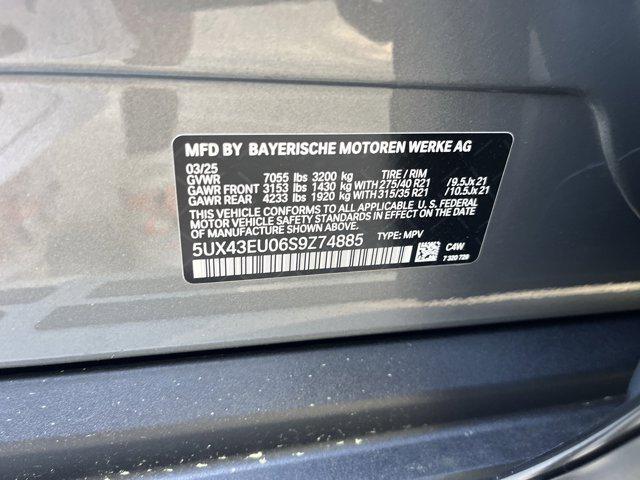 MFD BY BAYERISCHE MOTOREN WERKE AG
03/25
GVWR 7055 lbs 3200 kg TIRE / RIM
GAWR FRONT 3153 lbs 1430 kg WITH 275/40 R21 /9.5Jx21
GAWR REAR 4233 lbs 1920 kg WITH 315/35 R21 /10.5Jx21
THIS VEHICLE CONFORMS TO ALL APPLICABLE U. S. FEDERAL
MOTOR VEHICLE SAFETY STANDARDS IN EFFECT ON THE DATE
OF MANUFACTURE SHOWN ABOVE.
5UX43EU06S9Z74885 TYPE: MPV
C4W
7 320 728